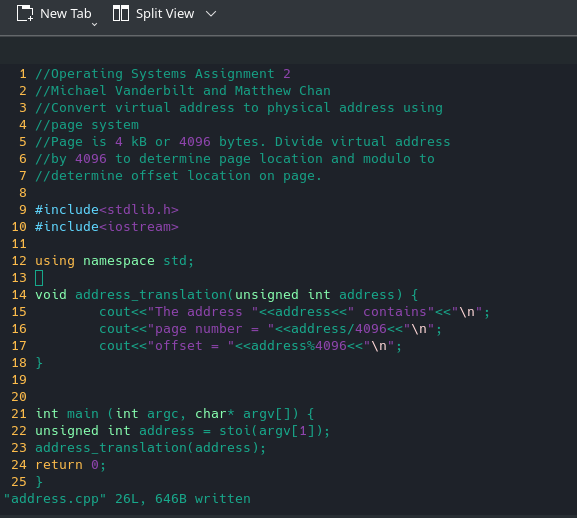 New Tab Split View
1 //Operating Systems Assignment 2
2 //Michael Vanderbilt and Matthew Chan
3 //Convert virtual address to physical address using
4 //page system
5 //Page is 4 kB or 4096 bytes. Divide virtual address
6 //by 4096 to determine page location and modulo to
7 //determine offset location on page.
8
9 #include<stdlib.h>
10 #include<iostream>
11
12 using namespace std;
13
14 void address_translation(unsigned int address) {
15         cout<<"The address "<<address<<" contains"<<"\n";
16         cout<<"page number = "<<address/4096<<"\n";
17         cout<<"offset = "<<address%4096<<"\n";
18 }
19
20
21 int main (int argc, char* argv[]) {
22 unsigned int address = stoi(argv[1]);
23 address_translation(address);
24 return 0;
25 }
"address.cpp" 26L, 646B written